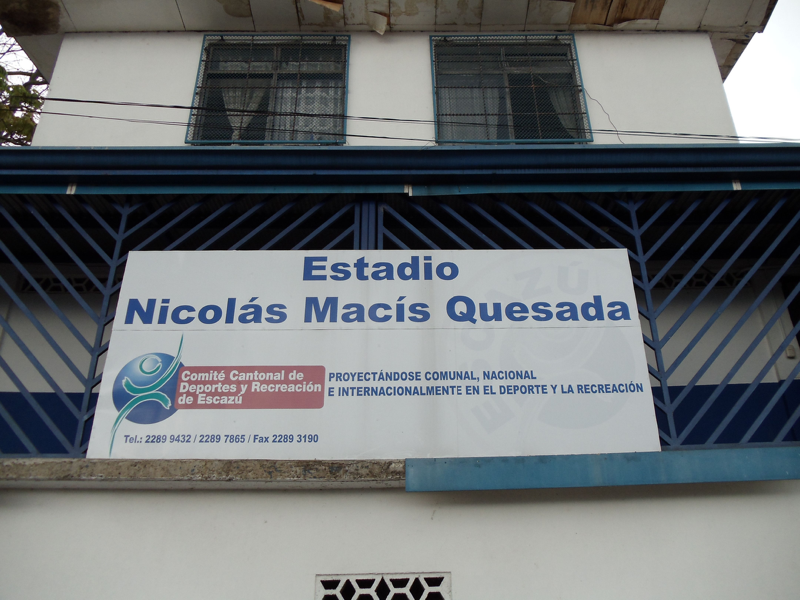 Estadio
Nicolás Macís Quesada
Comité Cantonal de
Deportes y Recreación
de Escazú
PROYECTÁNDOSE COMUNAL, NACIONAL
E INTERNACIONALMENTE EN EL DEPORTE Y LA RECREACIÓN
Tel.: 2289 9432 / 2289 7865 / Fax 2289 3190
ESCAZÚ